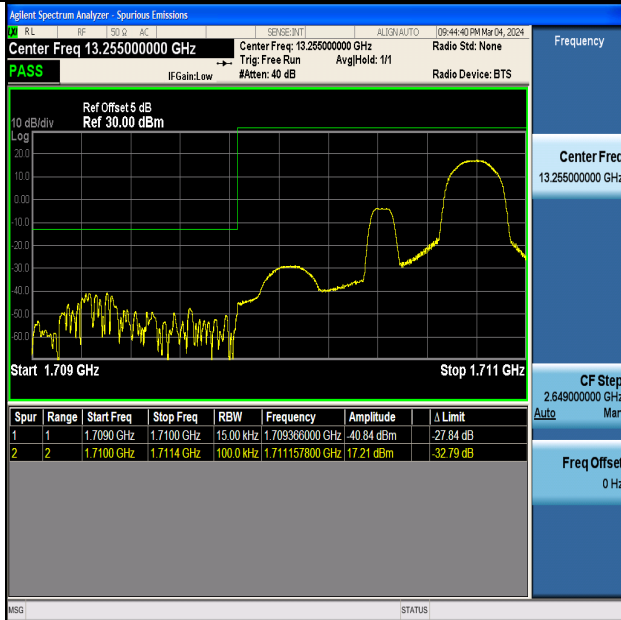 Agilent Spectrum Analyzer - Spurious Emissions
RL RF 50 Ω AC SENSE:INT ALIGN AUTO 09:44:40 PM Mar 04, 2024
Center Freq 13.255000000 GHz Center Freq: 13.255000000 GHz Radio Std: None
Trig: Free Run Avg|Hold: 1/1
PASS IFGain:Low #Atten: 40 dB Radio Device: BTS
Frequency
Ref Offset 5 dB
10 dB/div Ref 30.00 dBm
Log
20.0
10.0
0.00
-10.0
-20.0
-30.0
-40.0
-50.0
-60.0
Start 1.709 GHz Stop 1.711 GHz
Center Freq
13.255000000 GHz
CF Step
2.649000000 GHz
Auto Man
Freq Offset
0 Hz
Spur Range Start Freq Stop Freq RBW Frequency Amplitude Δ Limit
1 1 1.7090 GHz 1.7100 GHz 15.00 kHz 1.709366000 GHz -40.84 dBm -27.84 dB
2 2 1.7100 GHz 1.7114 GHz 100.0 kHz 1.711157800 GHz 17.21 dBm -32.79 dB
MSG STATUS